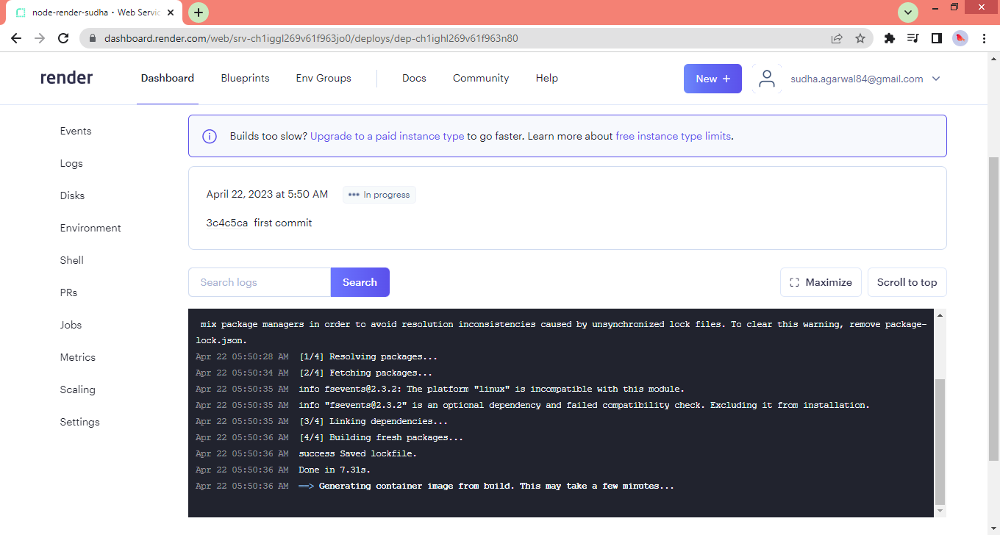 node-render-sudha • Web Servic
dashboard.render.com/web/srv-ch1iggl269v61f963jo0/deploys/dep-ch1ighl269v61f963n80
render Dashboard Blueprints Env Groups Docs Community Help New + sudha.agarwal84@gmail.com
Events
Logs
Disks
Environment
Shell
PRs
Jobs
Metrics
Scaling
Settings
Builds too slow? Upgrade to a paid instance type to go faster. Learn more about free instance type limits.
April 22, 2023 at 5:50 AM ••• In progress
3c4c5ca first commit
Search logs Search Maximize Scroll to top
mix package managers in order to avoid resolution inconsistencies caused by unsynchronized lock files. To clear this warning, remove package-
lock.json.
Apr 22 05:50:28 AM [1/4] Resolving packages...
Apr 22 05:50:34 AM [2/4] Fetching packages...
Apr 22 05:50:35 AM info fsevents@2.3.2: The platform "linux" is incompatible with this module.
Apr 22 05:50:35 AM info "fsevents@2.3.2" is an optional dependency and failed compatibility check. Excluding it from installation.
Apr 22 05:50:35 AM [3/4] Linking dependencies...
Apr 22 05:50:36 AM [4/4] Building fresh packages...
Apr 22 05:50:36 AM success Saved lockfile.
Apr 22 05:50:36 AM Done in 7.31s.
Apr 22 05:50:36 AM ==> Generating container image from build. This may take a few minutes...